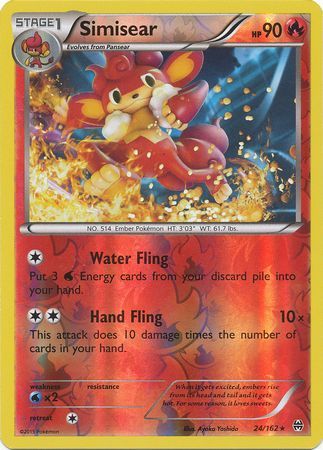 STAGE 1
Simisear
HP 90
Evolves from Pansear
NO. 514 Ember Pokémon HT: 3'03" WT: 61.7 lbs.
Water Fling
Put 3 Energy cards from your discard pile into
your hand.
Hand Fling 10×
This attack does 10 damage times the number
of cards in your hand.
weakness resistance
×2
retreat
When it gets excited, embers rise
from its head and tail and it gets
hot. For some reason, it loves sweets.
©2015 Pokémon
Illus. Kyoko Yoshida
24/162★